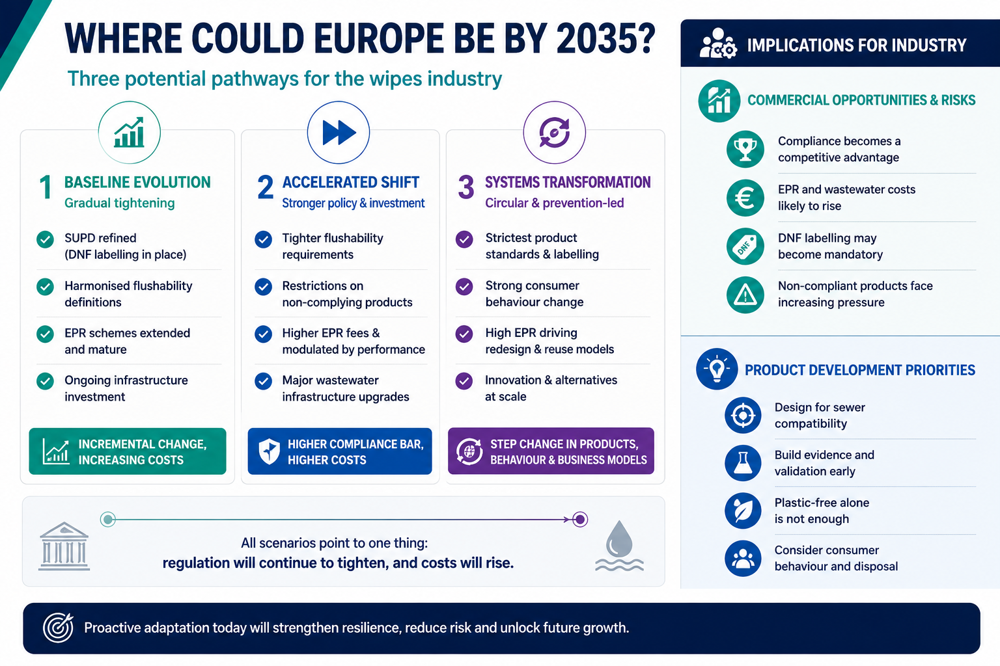 WHERE COULD EUROPE BE BY 2035?
Three potential pathways for the wipes industry
1 BASELINE EVOLUTION
Gradual tightening
SUPD refined
(DNF labelling in place)
Harmonised flushability
definitions
EPR schemes extended
and mature
Ongoing infrastructure
investment
INCREMENTAL CHANGE,
INCREASING COSTS
2 ACCELERATED SHIFT
Stronger policy & investment
Tighter flushability
requirements
Restrictions on
non-complying products
Higher EPR fees &
modulated by performance
Major wastewater
infrastructure upgrades
HIGHER COMPLIANCE BAR,
HIGHER COSTS
3 SYSTEMS TRANSFORMATION
Circular & prevention-led
Strictest product
standards & labelling
Strong consumer
behaviour change
High EPR driving
redesign & reuse models
Innovation & alternatives
at scale
STEP CHANGE IN PRODUCTS,
BEHAVIOUR & BUSINESS MODELS
All scenarios point to one thing:
regulation will continue to tighten, and costs will rise.
IMPLICATIONS FOR INDUSTRY
COMMERCIAL OPPORTUNITIES & RISKS
Compliance becomes a
competitive advantage
€
EPR and wastewater costs
likely to rise
DNF
DNF labelling may
become mandatory
Non-compliant products face
increasing pressure
PRODUCT DEVELOPMENT PRIORITIES
Design for sewer
compatibility
Build evidence and
validation early
Plastic-free alone
is not enough
Consider consumer
behaviour and disposal
Proactive adaptation today will strengthen resilience, reduce risk and unlock future growth.